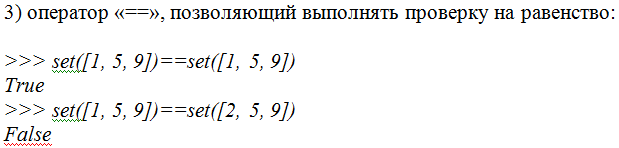 3) оператор «==», позволяющий выполнять проверку на равенство:
>>> set([1, 5, 9])==set([1, 5, 9])
True
>>> set([1, 5, 9])==set([2, 5, 9])
False